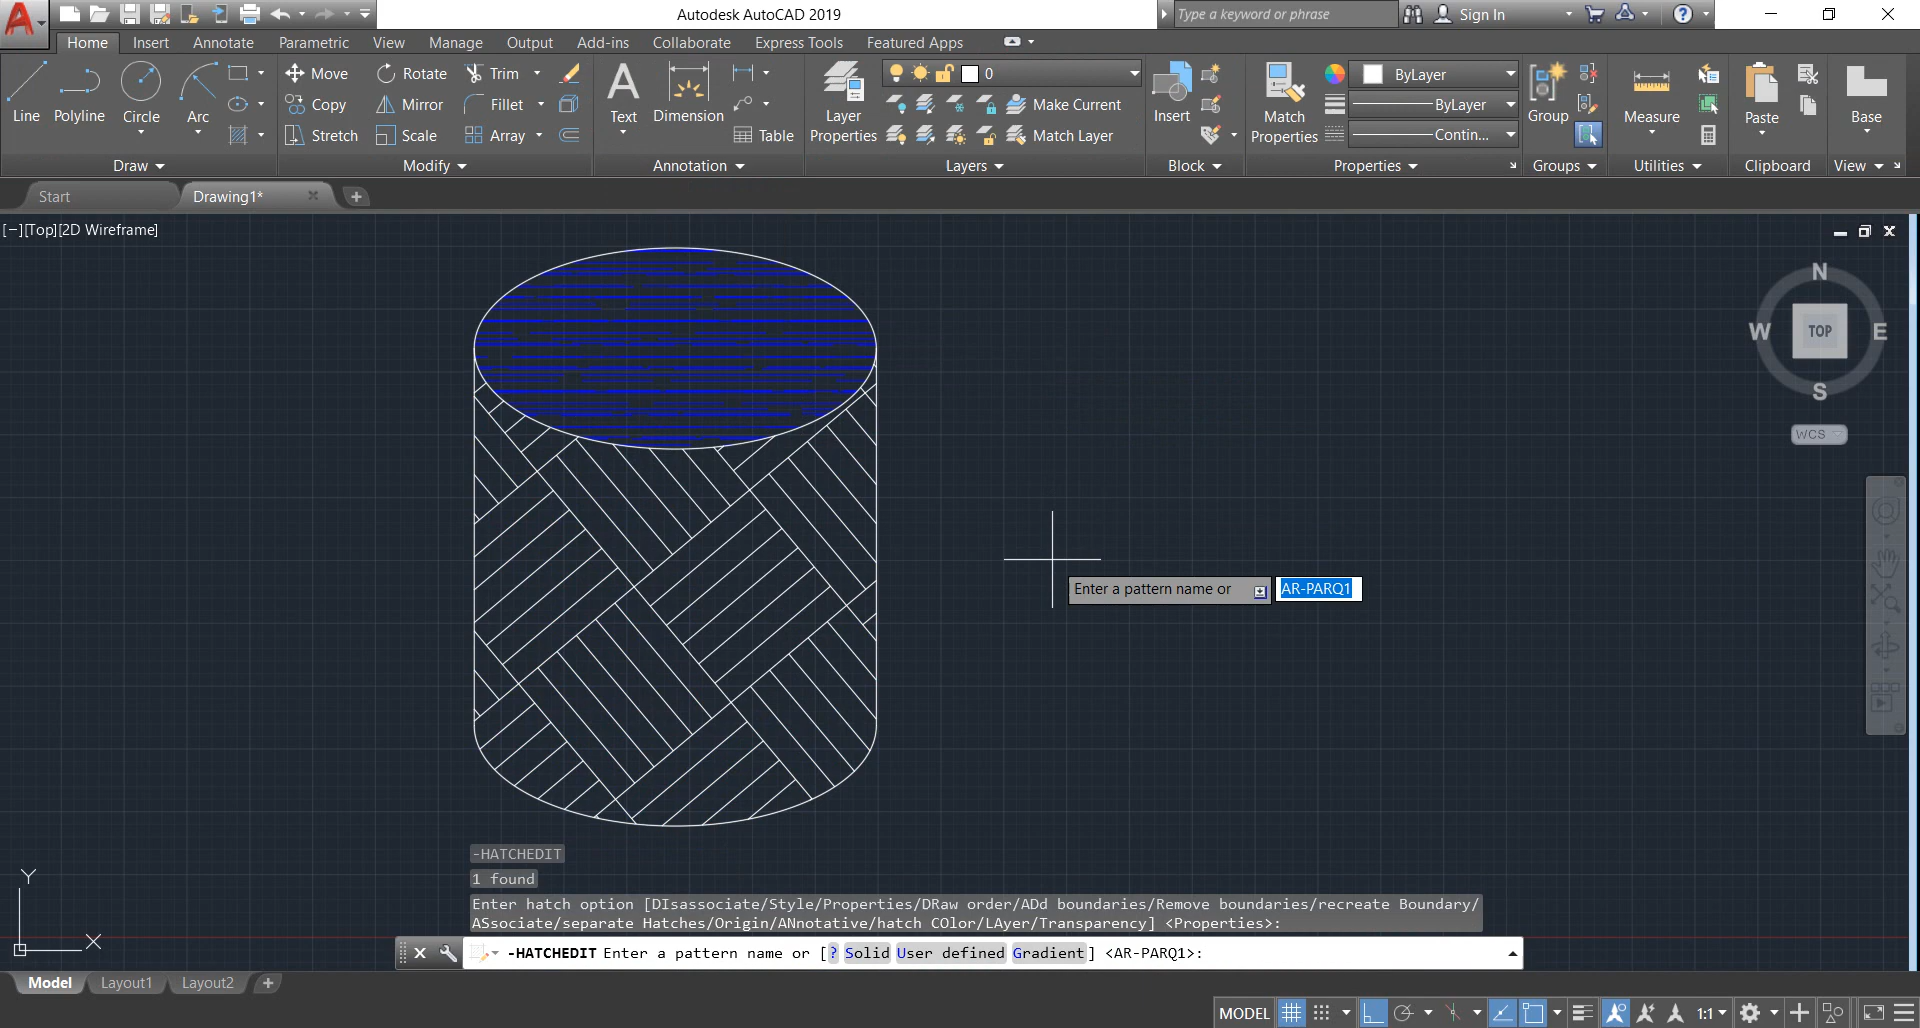 Autodesk AutoCAD 2019
Type a keyword or phrase
Sign In
Home Insert Annotate Parametric View Manage Output Add-ins Collaborate Express Tools Featured Apps
Line Polyline Circle Arc
Move Rotate Trim
Copy Mirror Fillet
Stretch Scale Array
Text Dimension Table
Layer Properties
0
Make Current
Match Layer
Insert
Match Properties
ByLayer
ByLayer
Contin...
Group
Measure
Paste
Base
Draw Modify Annotation Layers Block Properties Groups Utilities Clipboard View
Start Drawing1*
[−][Top][2D Wireframe]
N
W TOP E
S
WCS
Enter a pattern name or AR-PARQ1
-HATCHEDIT
1 found
Enter hatch option [DIsassociate/Style/Properties/DRaw order/ADd boundaries/Remove boundaries/recreate Boundary/
ASsociate/separate Hatches/Origin/ANnotative/hatch COlor/LAyer/Transparency] <Properties>:
-HATCHEDIT Enter a pattern name or [? Solid User defined Gradient] <AR-PARQ1>:
Y
X
Model Layout1 Layout2
MODEL 1:1